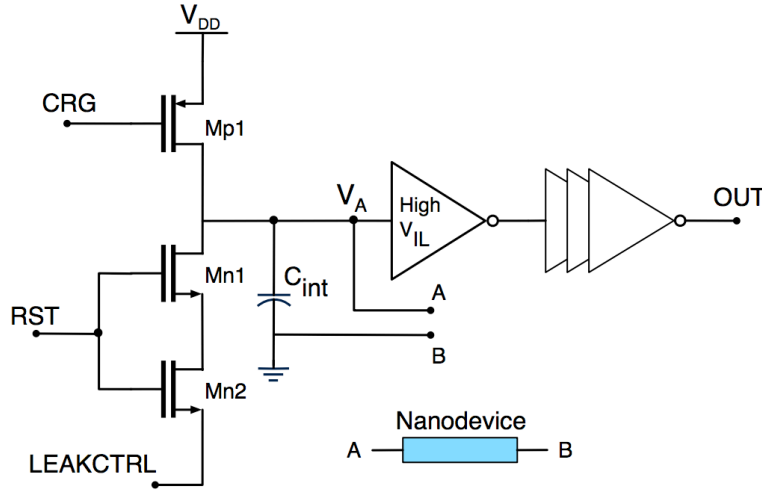 VDD
CRG
Mp1
VA
High
VIL
OUT
Mn1
Cint
A
RST
B
Mn2
Nanodevice
A
B
LEAKCTRL